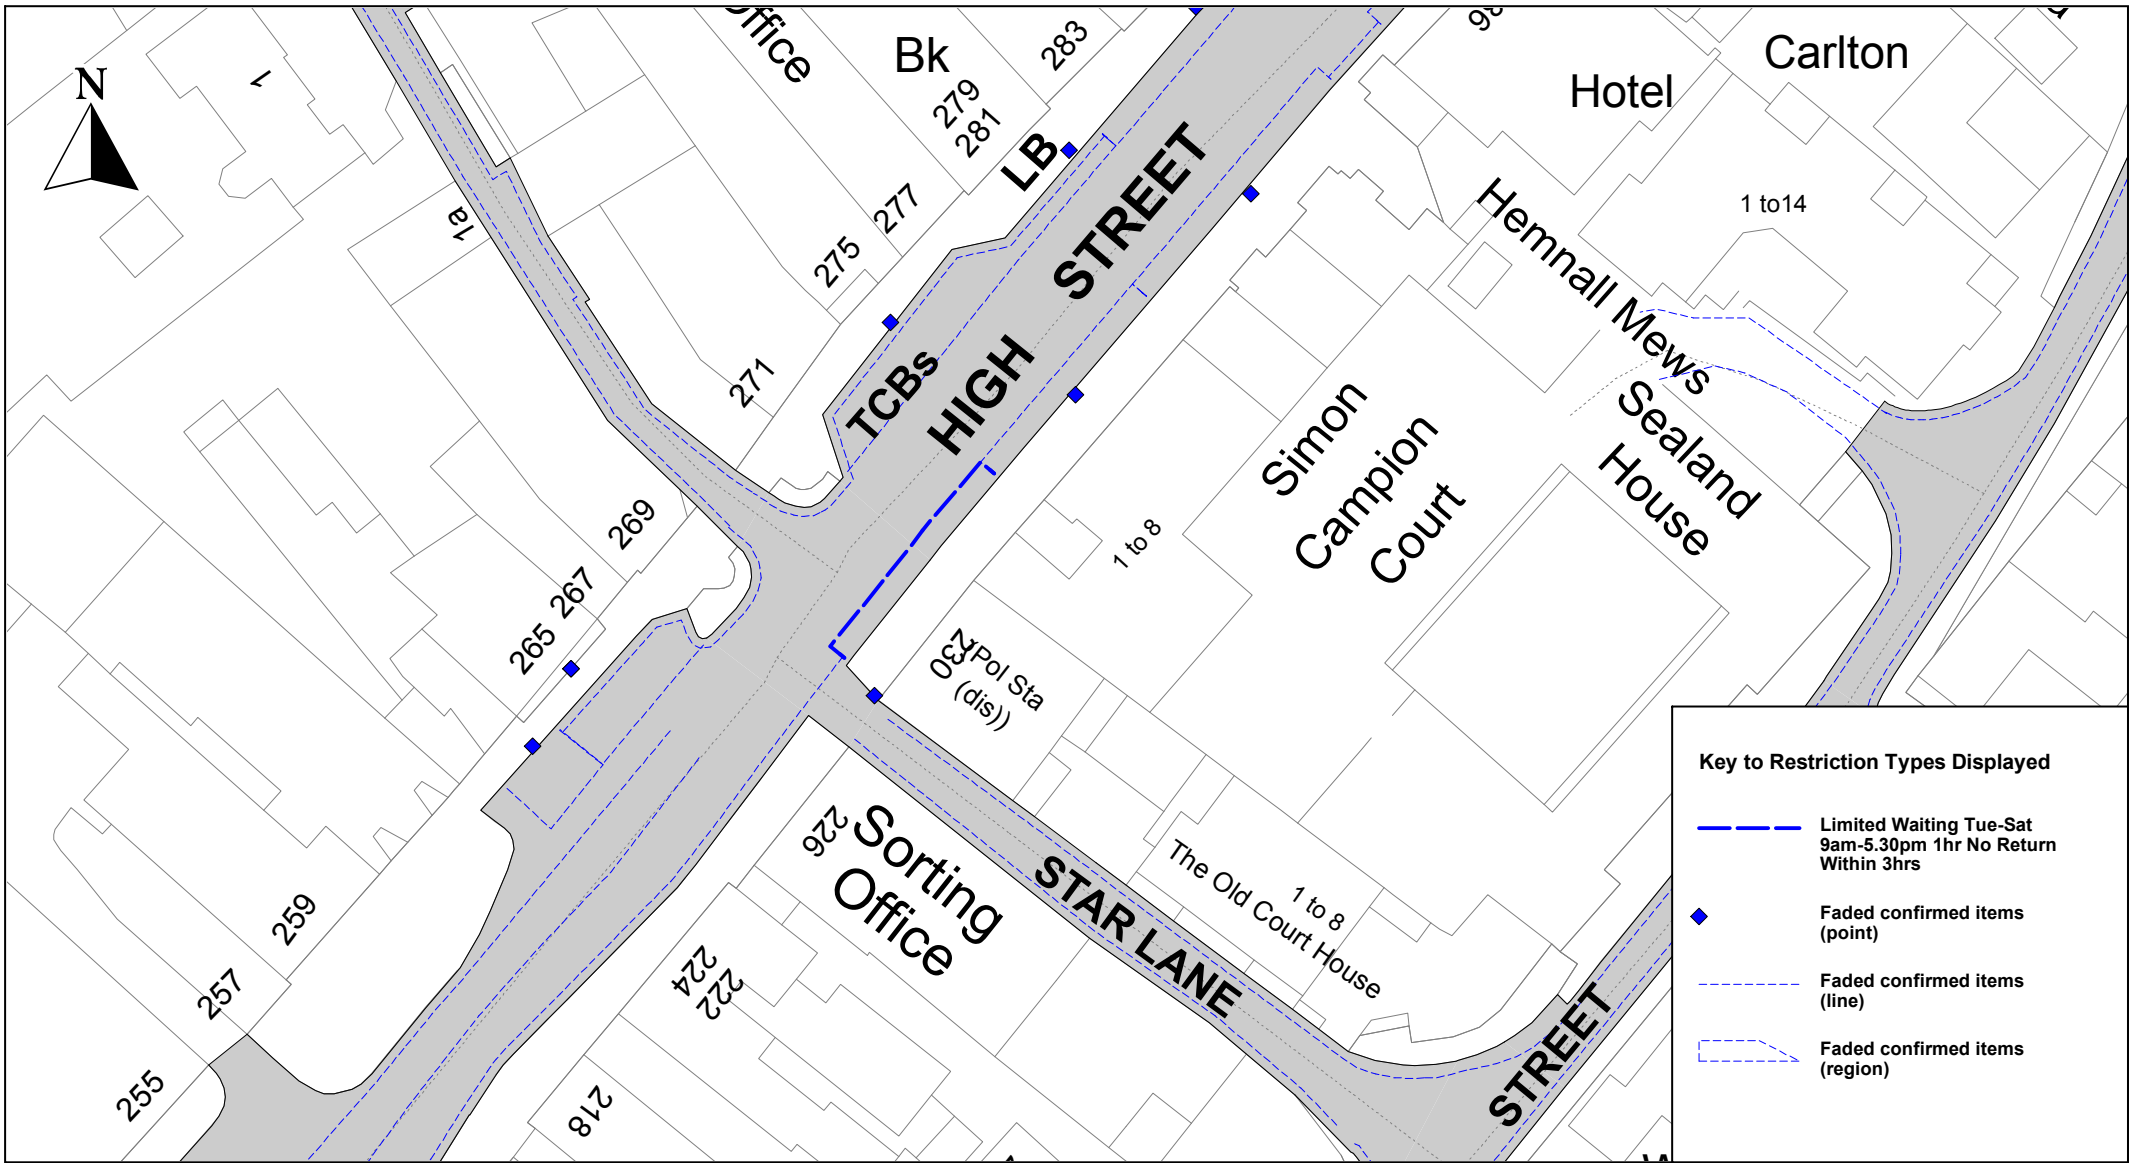 N
1
Office
Bk
279
281
283
LB
98
Hotel
Carlton
1 to14
Hemnall Mews
1a
277
275
271
TCBs
HIGH STREET
Simon
Campion
Court
Sealand
House
1 to 8
269
267
265
230
Pol Sta
(dis))
226
Sorting
Office
STAR LANE
The Old Court House
1 to 8
259
257
255
224
222
218
STREET
Key to Restriction Types Displayed
Limited Waiting Tue-Sat
9am-5.30pm 1hr No Return
Within 3hrs
Faded confirmed items
(point)
Faded confirmed items
(line)
Faded confirmed items
(region)